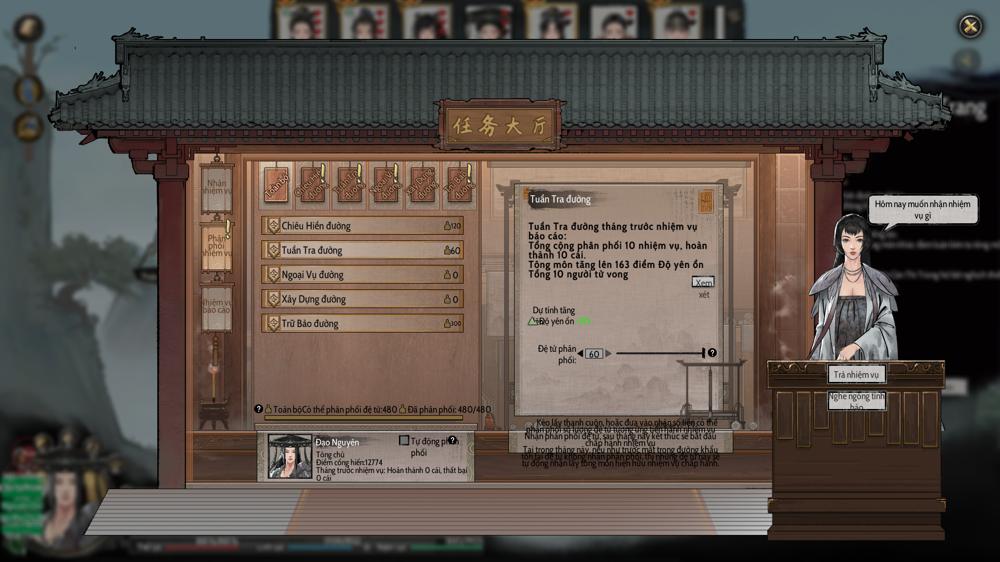 任务大厅
Nhân
nhiệm vụ
Phân
phối
nhiệm vụ
Nhiệm vụ
báo cáo
Toàn bộ
Chiêu Hiền
đường
Tuần Tra
đường
Ngoại Vụ
đường
Xây Dựng
đường
Trữ Bảo
đường
Chiêu Hiền đường
120
Tuần Tra đường
60
Ngoại Vụ đường
0
Xây Dựng đường
0
Trữ Bảo đường
300
Toàn bộCó thể phân phối đệ tử:480
Đã phân phối: 480/480
Đạo Nguyên
Tông chủ
Điểm cống hiến:12774
Tháng trước nhiệm vụ: Hoàn thành 0 cái, thất bại
0 cái
Tự động phân
phối
Tuần Tra đường
Tuần Tra đường tháng trước nhiệm vụ
báo cáo:
Tổng cộng phân phối 10 nhiệm vụ, hoàn
thành 10 cái.
Tông môn tăng lên 163 điểm Độ yên ổn
Tổng 10 người tử vong
Xem
xét
Dự tính tăng
lên
Độ yên ổn +193
Đệ tử phân
phối:
60
Kéo lấy thanh cuộn, hoặc đưa vào nhân số liền có thể
phân phối số lượng đệ tử tương ứng tiến hành nhiệm vụ
Nhận phân phối đệ tử, sau tháng này kết thúc sẽ bắt đầu
chấp hành nhiệm vụ
Tại trong tháng này, nếu như trước mắt trong đường khẩu
tồn tại đệ tử không nhận phân phối, thì những đệ tử này sẽ
tự động nhận lấy tông môn hiện hữu nhiệm vụ chấp hành.
Hôm nay muốn nhận nhiệm
vụ gì
Trả nhiệm vụ
Nghe ngóng tình
báo
rang